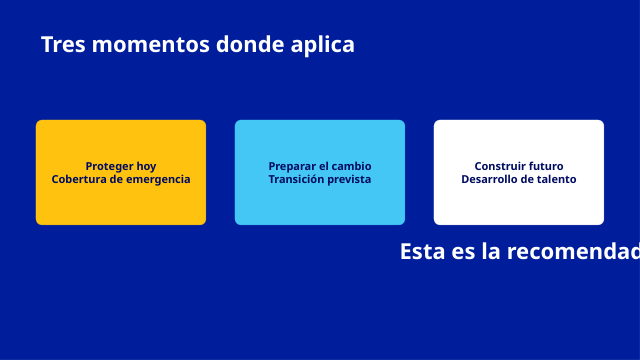 Tres momentos donde aplica
Proteger hoy
Cobertura de emergencia
Preparar el cambio
Transición prevista
Construir futuro
Desarrollo de talento
Esta es la recomendad